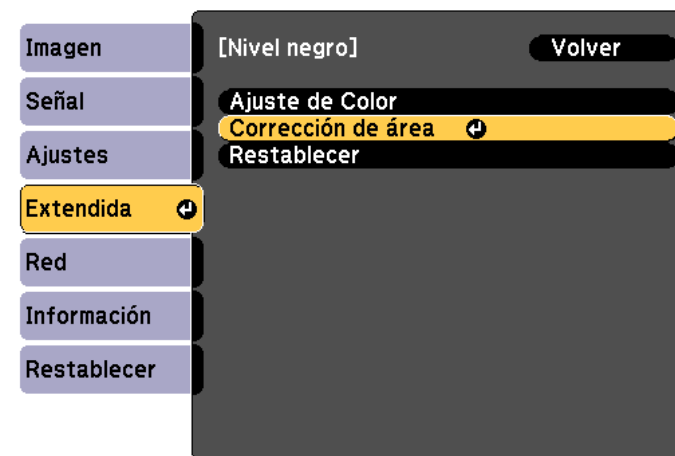 Imagen
Señal
Ajustes
Extendida
Red
Información
Restablecer
[Nivel negro] Volver
Ajuste de Color
Corrección de área
Restablecer